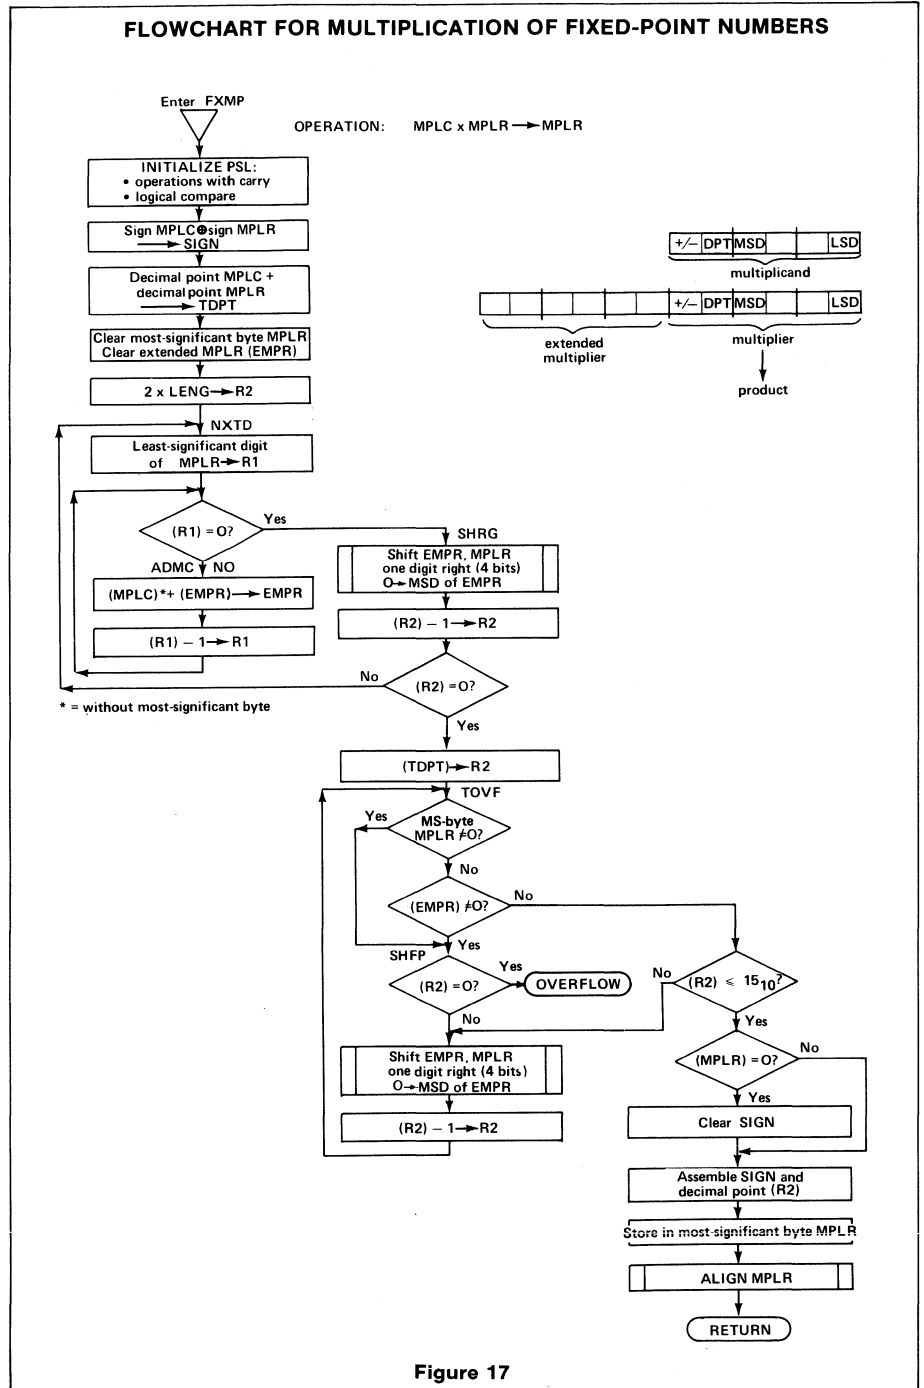 FLOWCHART FOR MULTIPLICATION OF FIXED-POINT NUMBERS
Enter FXMP
OPERATION: MPLC x MPLR → MPLR
INITIALIZE PSL:
• operations with carry
• logical compare
Sign MPLC⊕sign MPLR
→ SIGN
Decimal point MPLC +
decimal point MPLR
→ TDPT
Clear most-significant byte MPLR
Clear extended MPLR (EMPR)
2 x LENG→R2
+/− DPT MSD LSD
multiplicand
+/− DPT MSD LSD
extended
multiplier
multiplier
product
NXTD
Least-significant digit
of MPLR→R1
(R1) = O?
Yes
ADMC NO
(MPLC)*+ (EMPR)→EMPR
(R1) − 1→R1
SHRG
Shift EMPR, MPLR
one digit right (4 bits)
O→MSD of EMPR
(R2) − 1→R2
No
(R2) = O?
Yes
* = without most-significant byte
(TDPT)→R2
TOVF
Yes
MS-byte
MPLR ≠O?
No
(EMPR) ≠O?
No
Yes
SHFP
(R2) = O?
Yes
OVERFLOW
No
No
(R2) ≤ 15₁₀?
Yes
Shift EMPR, MPLR
one digit right (4 bits)
O→MSD of EMPR
(R2) − 1→R2
(MPLR) = O?
No
Yes
Clear SIGN
Assemble SIGN and
decimal point (R2)
Store in most-significant byte MPLR
ALIGN MPLR
RETURN
Figure 17